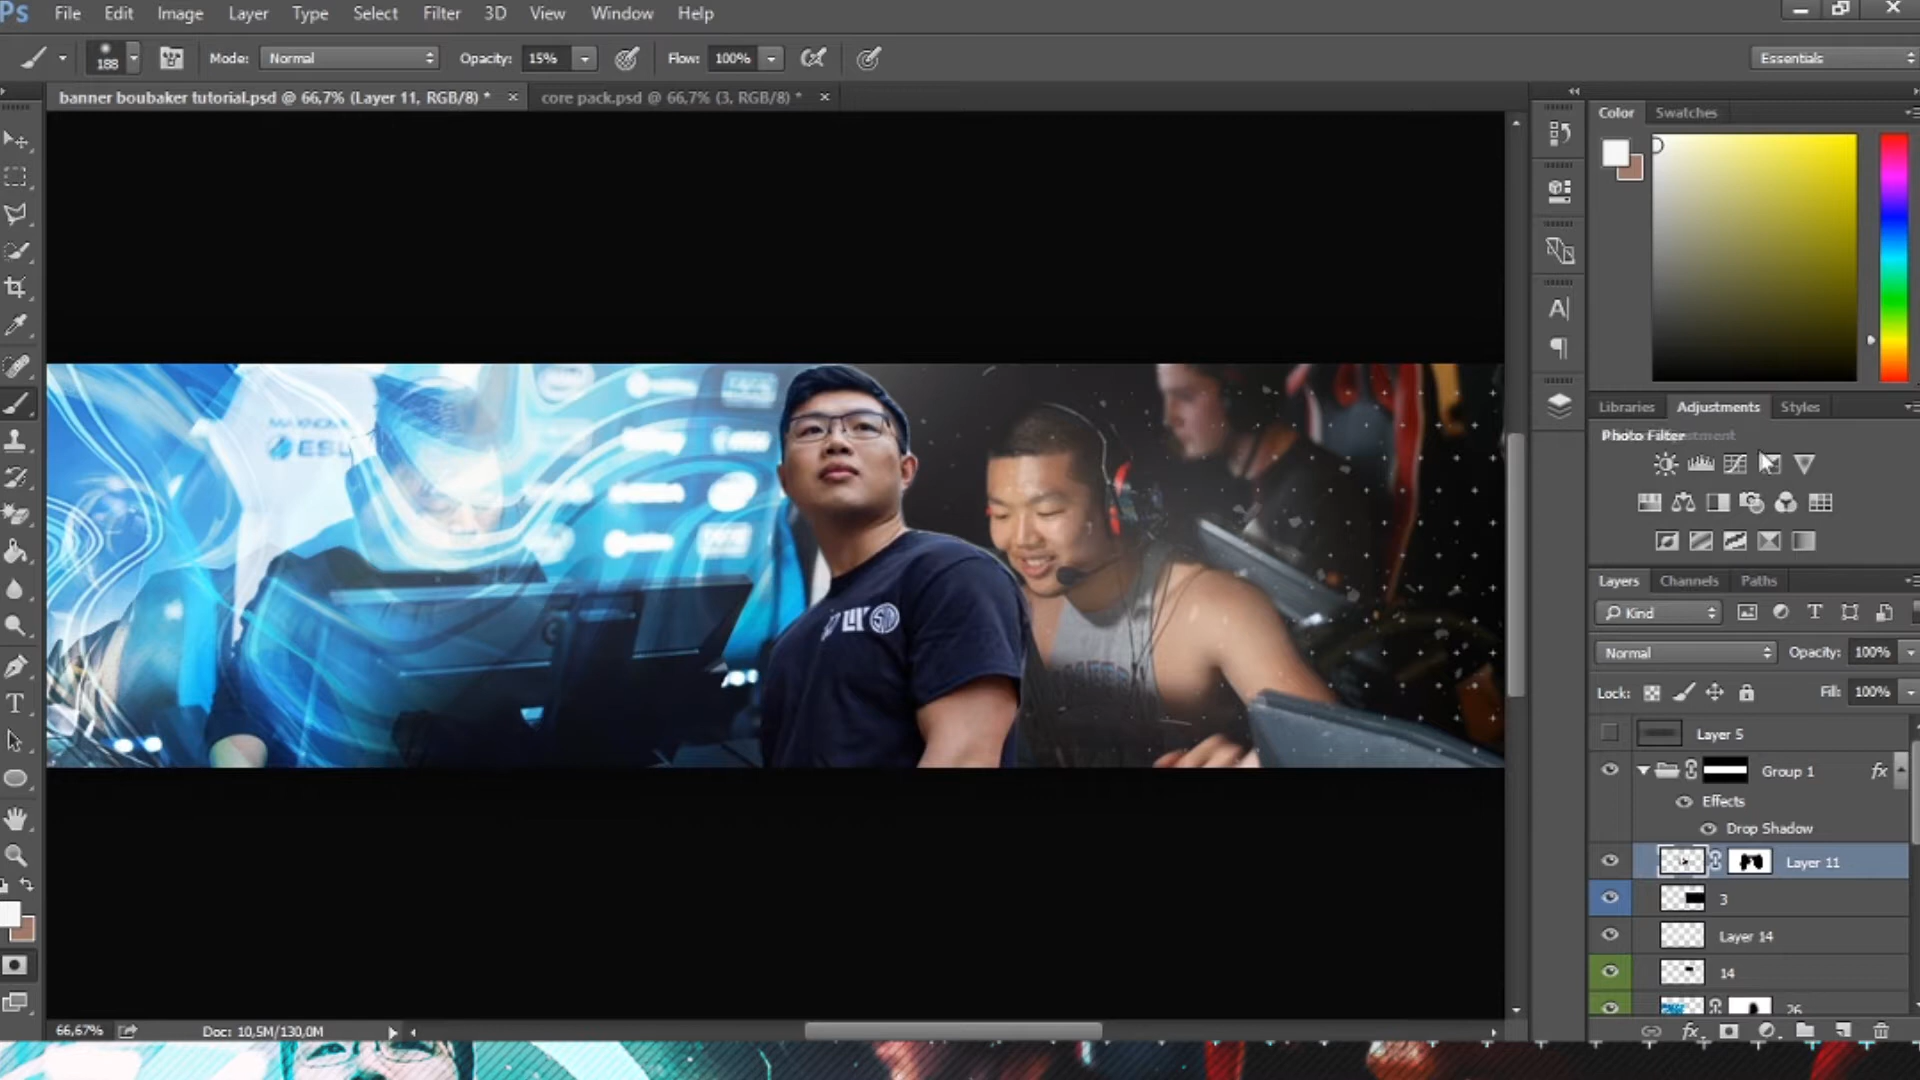 Ps File Edit Image Layer Type Select Filter 3D View Window Help
188 Mode: Normal Opacity: 15% Flow: 100% Essentials
banner boubaker tutorial.psd @ 66,7% (Layer 11, RGB/8) * × core pack.psd @ 66,7% (3, RGB/8) * ×
Color Swatches
Libraries Adjustments Styles
Photo Filter
ESL
Layers Channels Paths
Kind
Normal Opacity: 100%
Lock: Fill: 100%
Layer 5
Group 1 fx
Effects
Drop Shadow
Layer 11
3
Layer 14
14
26
66,67% Doc: 10,5M/130,0M